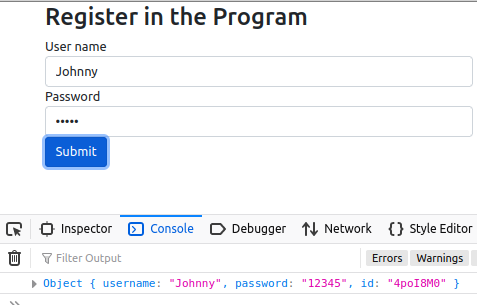 Register in the Program
User name
Johnny
Password
•••••
Submit
Inspector Console Debugger Network Style Editor
Filter Output Errors Warnings
Object { username: "Johnny", password: "12345", id: "4poI8M0" }